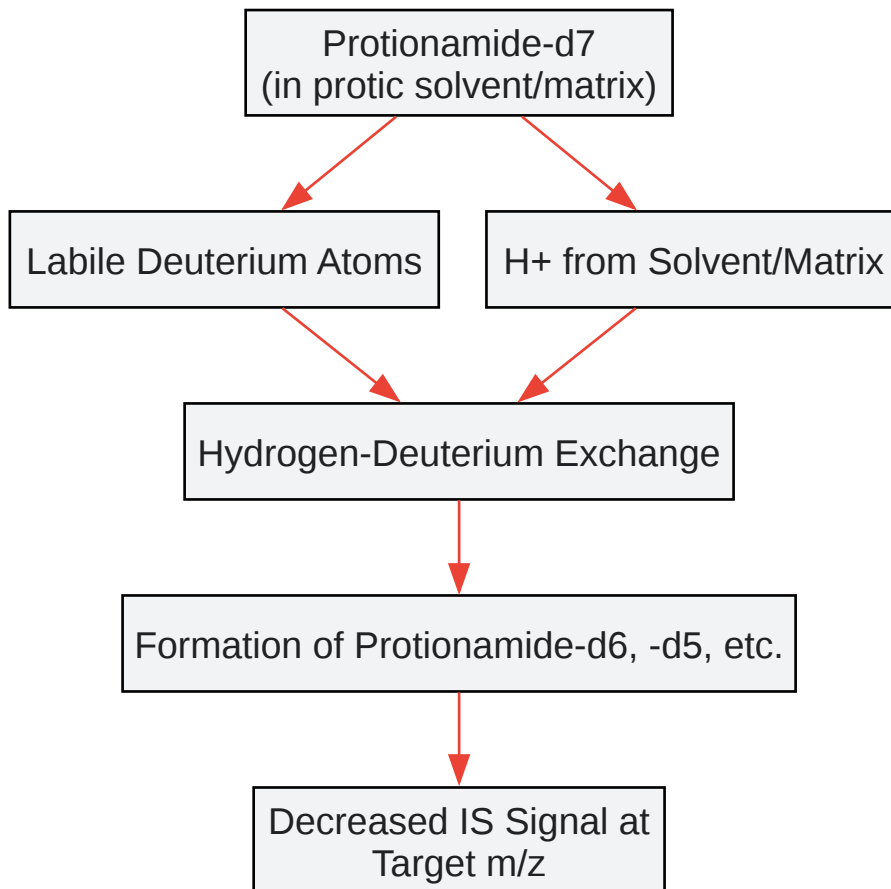 Protionamide-d7
(in protic solvent/matrix)
Labile Deuterium Atoms
H+ from Solvent/Matrix
Hydrogen-Deuterium Exchange
Formation of Protionamide-d6, -d5, etc.
Decreased IS Signal at
Target m/z